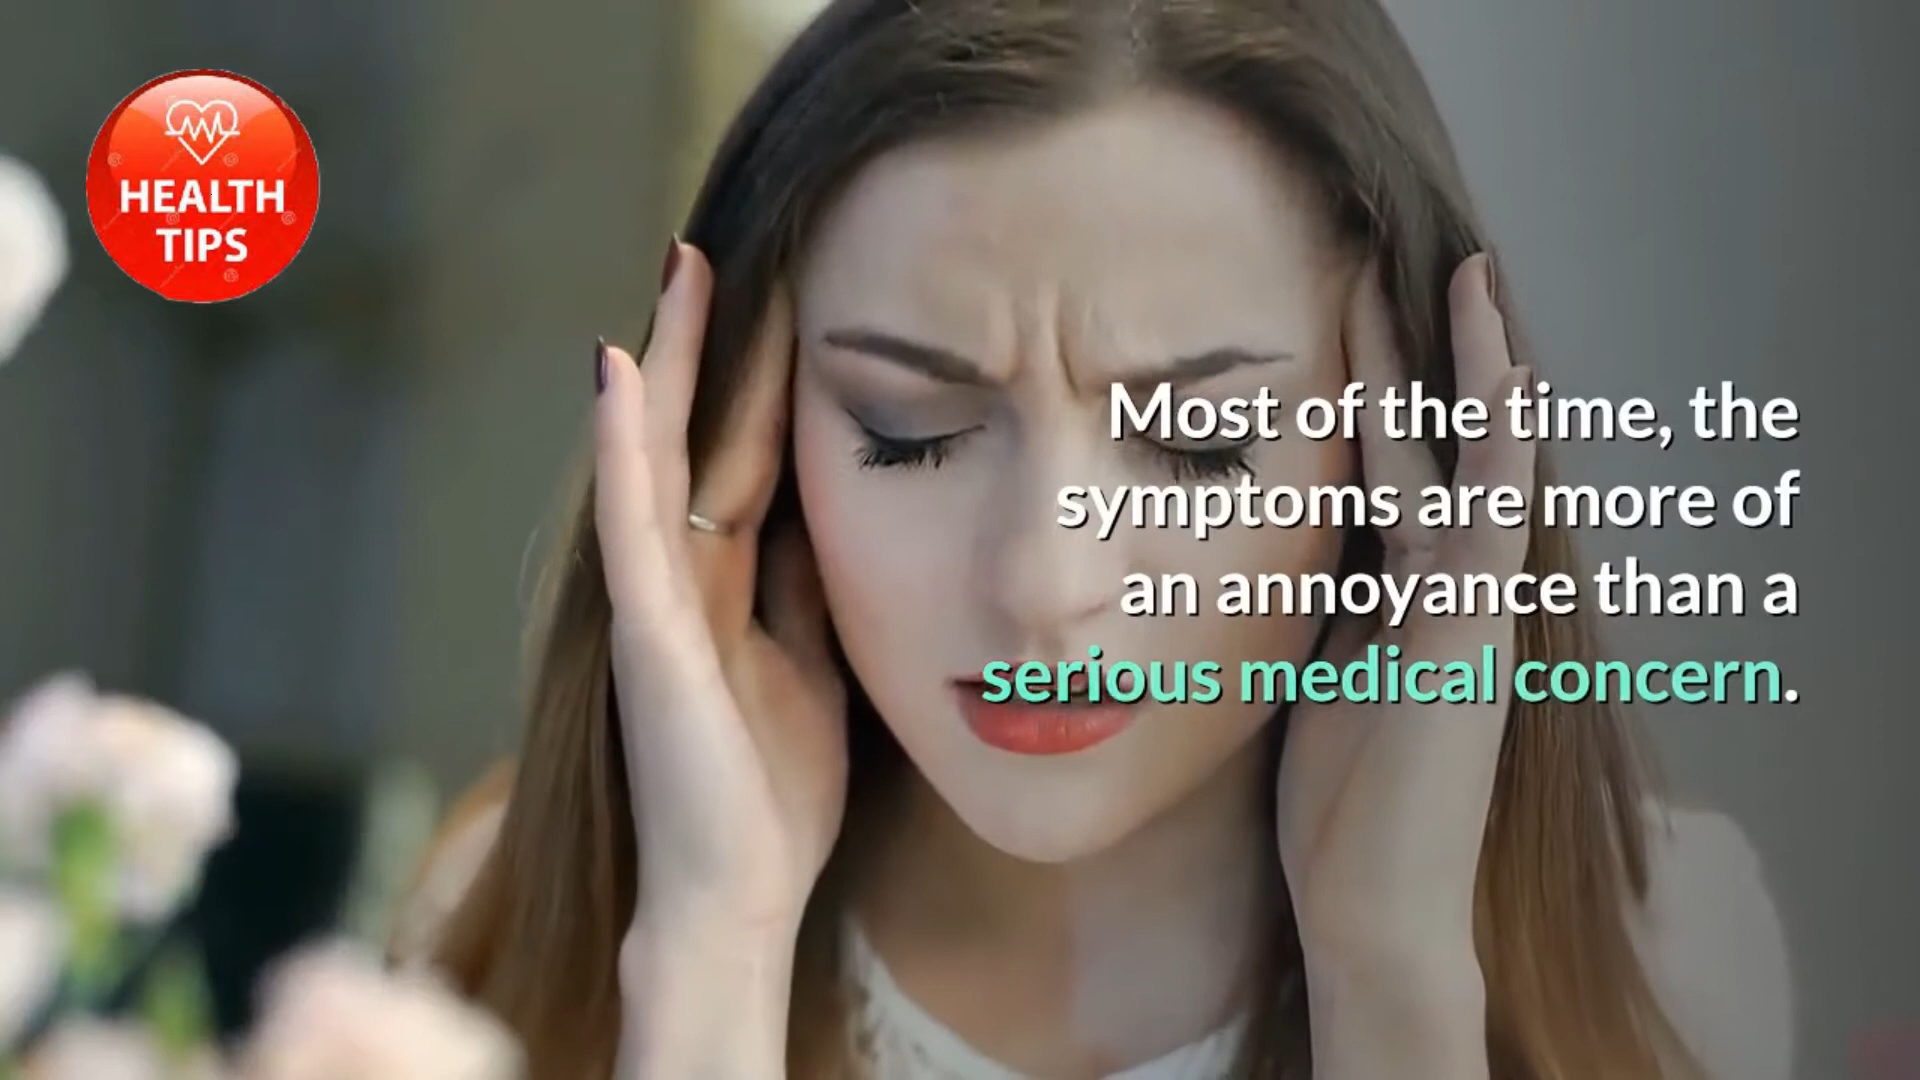 HEALTH
TIPS
Most of the time, the
symptoms are more of
an annoyance than a
serious medical concern.